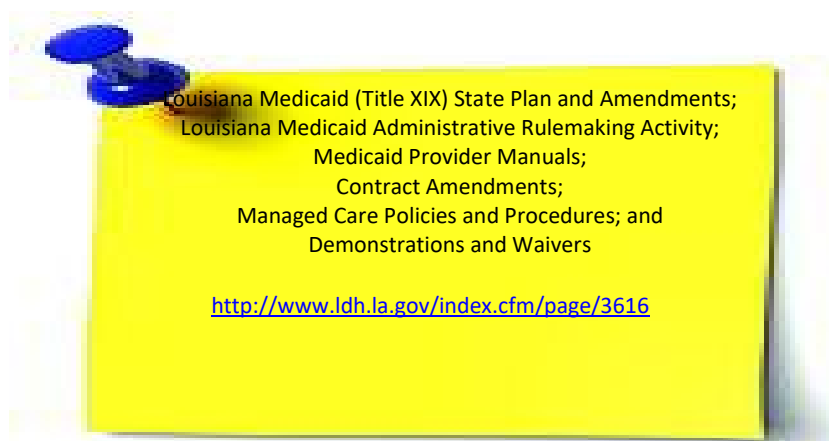 Louisiana Medicaid (Title XIX) State Plan and Amendments;
Louisiana Medicaid Administrative Rulemaking Activity;
Medicaid Provider Manuals;
Contract Amendments;
Managed Care Policies and Procedures; and
Demonstrations and Waivers
http://www.ldh.la.gov/index.cfm/page/3616